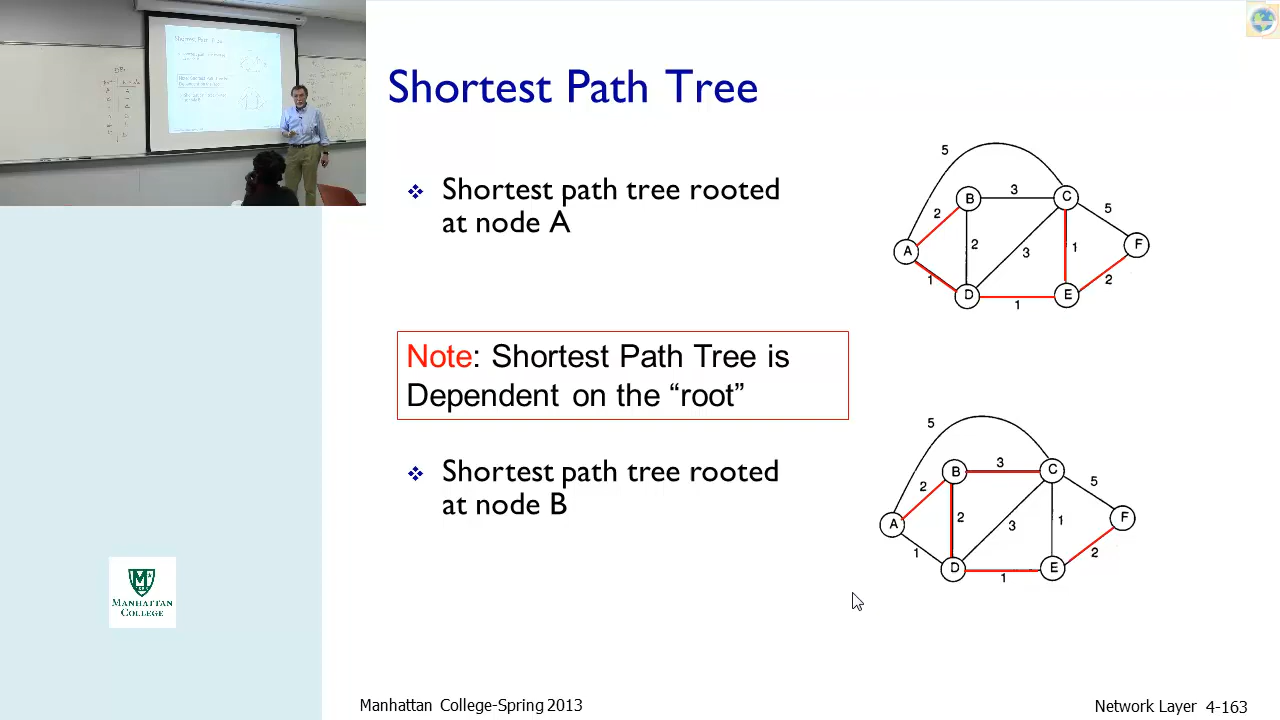 Shortest Path Tree
❖ Shortest path tree rooted
at node A
5
B
3
C
2
5
A
2
3
1
F
1
D
E
2
1
Note: Shortest Path Tree is
Dependent on the "root"
❖ Shortest path tree rooted
at node B
5
B
3
C
2
5
A
2
3
1
F
1
D
E
2
1
MANHATTAN
COLLEGE
Manhattan College-Spring 2013
Network Layer 4-163